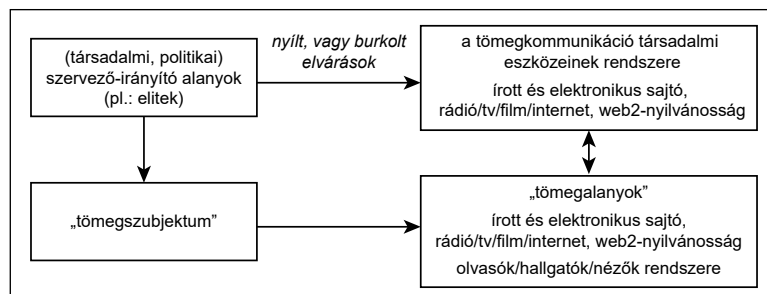 (társadalmi, politikai)
szervező-irányító alanyok
(pl.: elitek)
nyílt, vagy burkolt
elvárások
a tömegkommunikáció társadalmi
eszközeinek rendszere
írott és elektronikus sajtó,
rádió/tv/film/internet, web2-nyilvánosság
„tömegszubjektum”
„tömegalanyok”
írott és elektronikus sajtó,
rádió/tv/film/internet, web2-nyilvánosság
olvasók/hallgatók/nézők rendszere